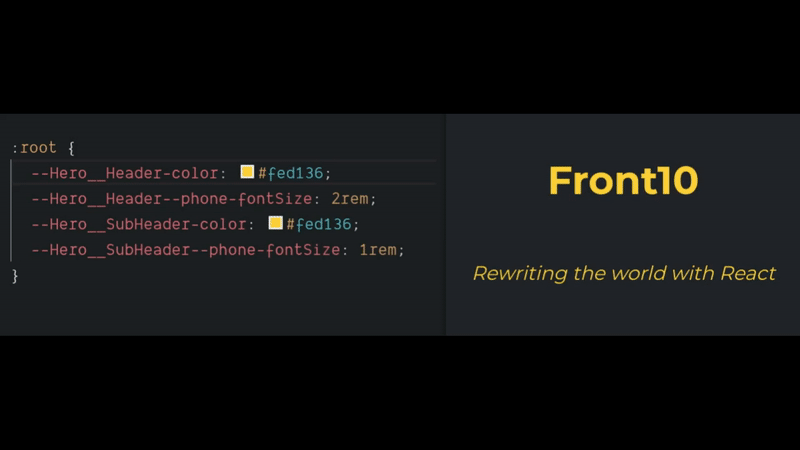 :root {
--Hero__Header-color: #fed136;
--Hero__Header--phone-fontSize: 2rem;
--Hero__SubHeader-color: #fed136;
--Hero__SubHeader--phone-fontSize: 1rem;
}
Front10
Rewriting the world with React